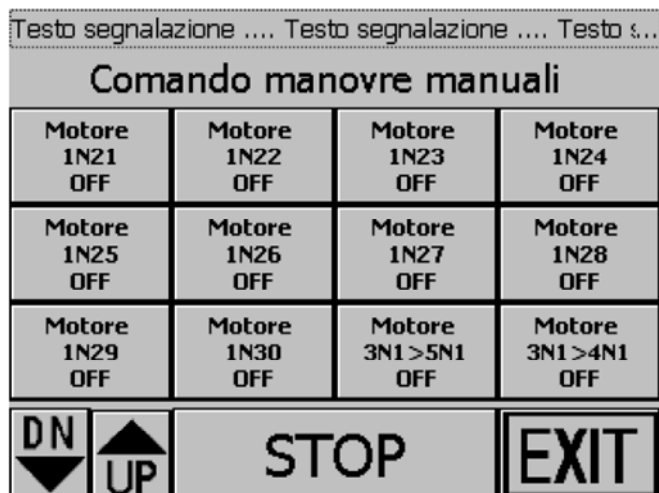 Testo segnalazione .... Testo segnalazione .... Testo s...
Comando manovre manuali
Motore
1N21
OFF
Motore
1N22
OFF
Motore
1N23
OFF
Motore
1N24
OFF
Motore
1N25
OFF
Motore
1N26
OFF
Motore
1N27
OFF
Motore
1N28
OFF
Motore
1N29
OFF
Motore
1N30
OFF
Motore
3N1>5N1
OFF
Motore
3N1>4N1
OFF
DN
UP
STOP
EXIT